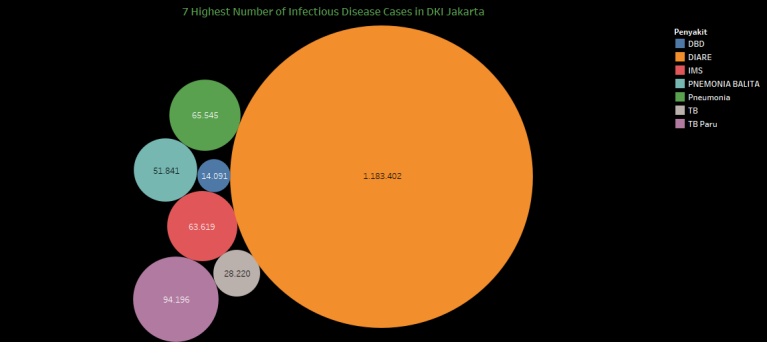 7 Highest Number of Infectious Disease Cases in DKI Jakarta
Penyakit
DBD
DIARE
IMS
PNEMONIA BALITA
Pneumonia
TB
TB Paru
65.545
51.841
14.091
1.183.402
63.619
28.220
94.196